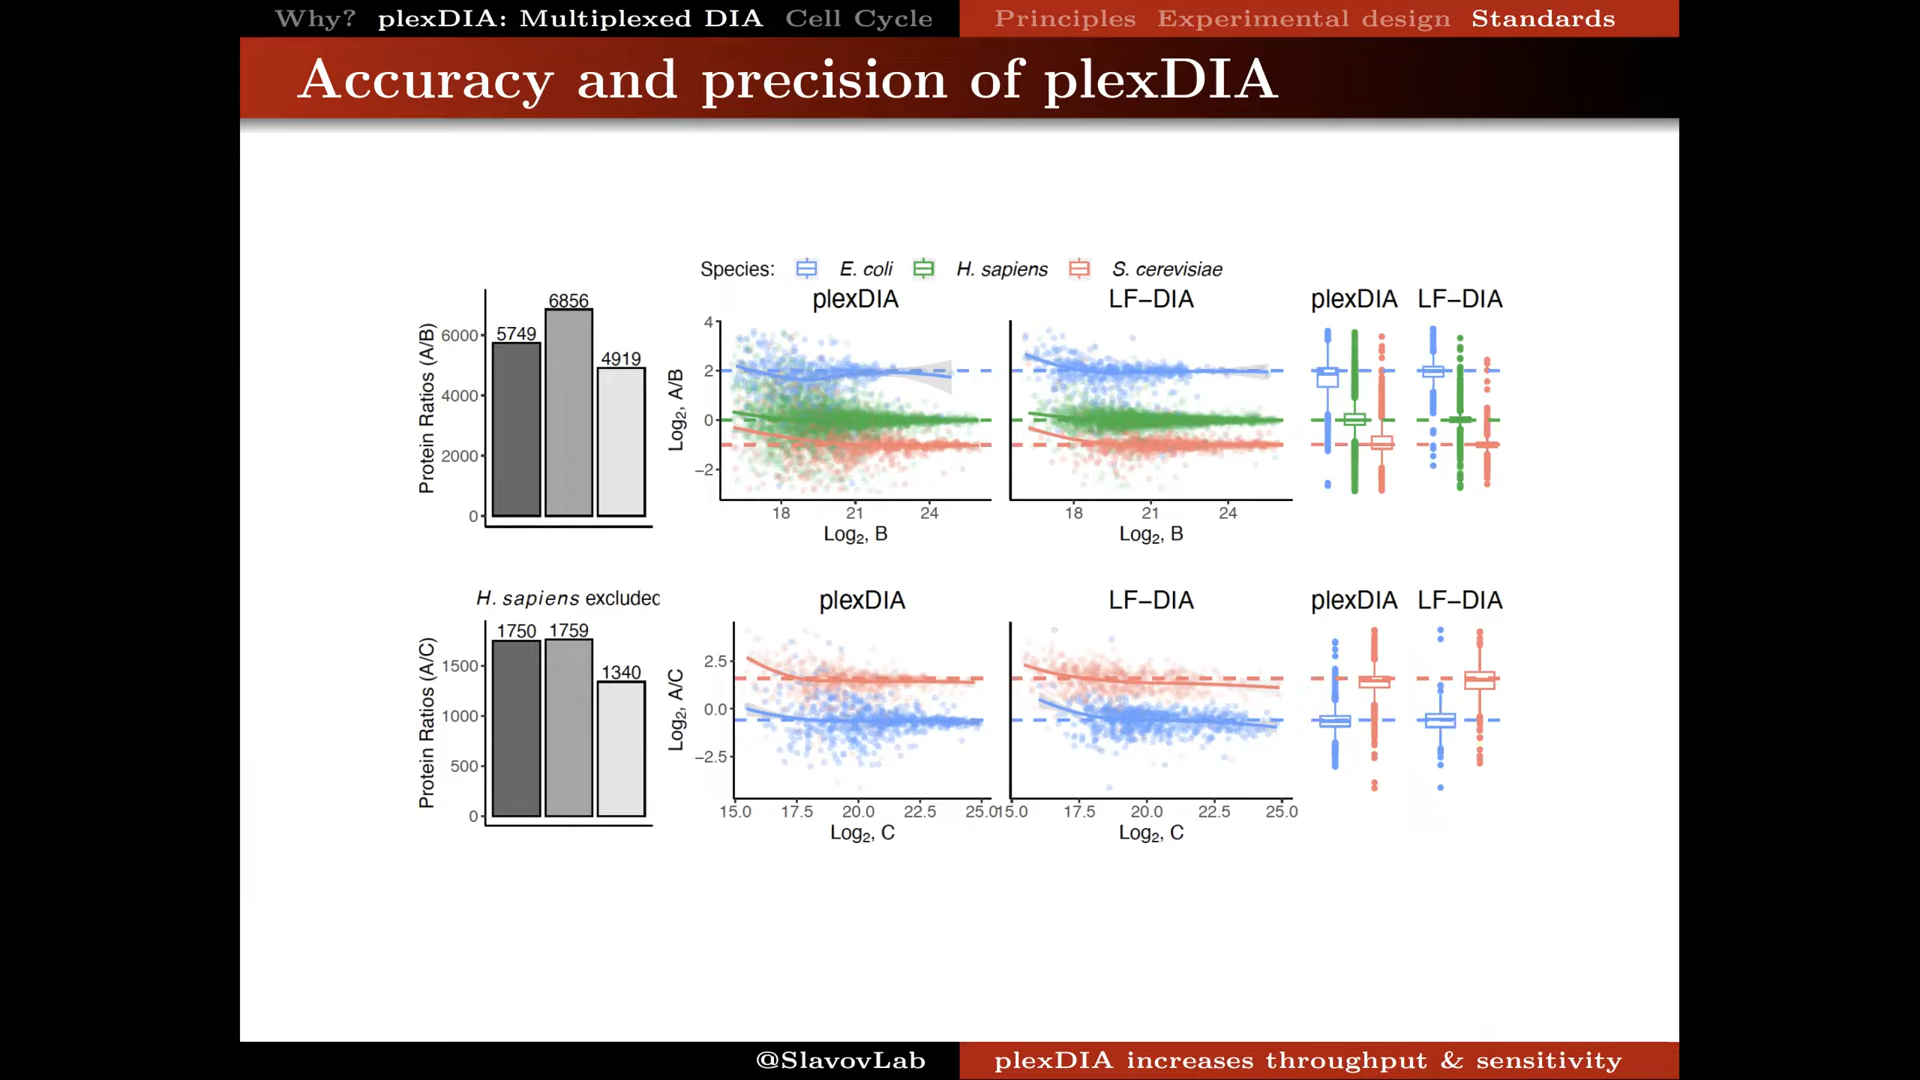 Why? plexDIA: Multiplexed DIA Cell Cycle Principles Experimental design Standards
Accuracy and precision of plexDIA
Species: E. coli H. sapiens S. cerevisiae
plexDIA LF−DIA plexDIA LF−DIA
Protein Ratios (A/B)
6000
4000
2000
0
5749 6856 4919
Log2, A/B
4
2
0
−2
18 21 24
Log2, B
18 21 24
Log2, B
H. sapiens excluded
plexDIA LF−DIA plexDIA LF−DIA
Protein Ratios (A/C)
1500
1000
500
0
1750 1759 1340
Log2, A/C
2.5
0.0
−2.5
15.0 17.5 20.0 22.5 25.0
Log2, C
15.0 17.5 20.0 22.5 25.0
Log2, C
@SlavovLab plexDIA increases throughput & sensitivity